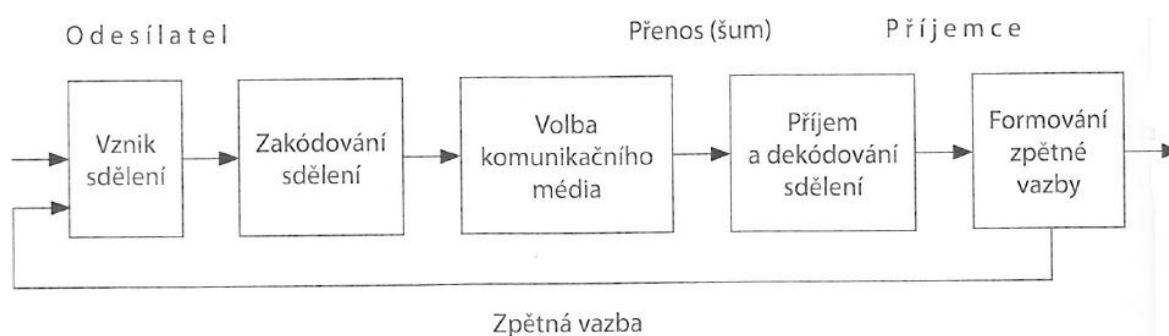 Odesílatel
Přenos (šum)
Příjemce
Vznik
sdělení
Zakódování
sdělení
Volba
komunikačního
média
Příjem
a dekódování
sdělení
Formování
zpětné
vazby
Zpětná vazba